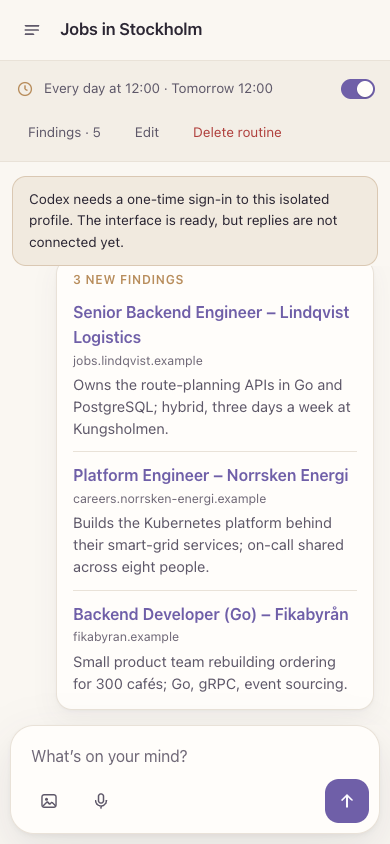 Jobs in Stockholm
Every day at 12:00 · Tomorrow 12:00
Findings · 5
Edit
Delete routine
Codex needs a one-time sign-in to this isolated
profile. The interface is ready, but replies are not
connected yet.
3 NEW FINDINGS
Senior Backend Engineer – Lindqvist
Logistics
jobs.lindqvist.example
Owns the route-planning APIs in Go and
PostgreSQL; hybrid, three days a week at
Kungsholmen.
Platform Engineer – Norrsken Energi
careers.norrsken-energi.example
Builds the Kubernetes platform behind
their smart-grid services; on-call shared
across eight people.
Backend Developer (Go) – Fikabyrån
fikabyran.example
Small product team rebuilding ordering
for 300 cafés; Go, gRPC, event sourcing.
What’s on your mind?